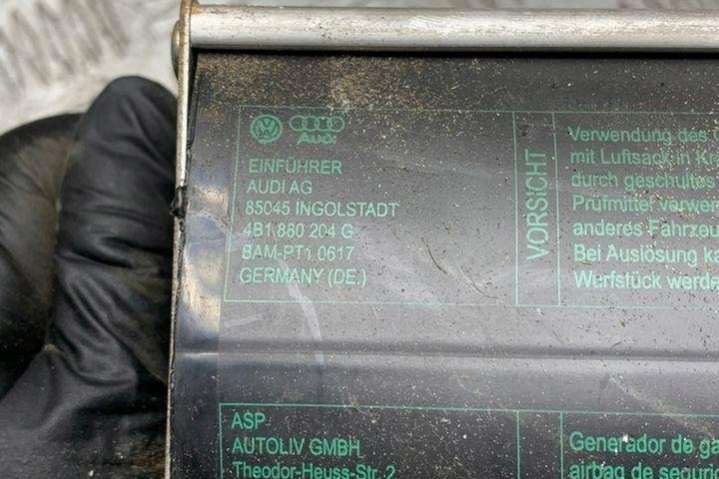 Audi
EINFÜHRER
AUDI AG
85045 INGOLSTADT
4B1 880 204 G
BAM-PT1 0617
GERMANY (DE.)
VORSICHT
Verwendung des
mit Luftsack in
durch geschultes
Prüfmittel
anderes
Bei Auslösung
Werfstück
ASP
AUTOLIV GMBH
Theodor-Heuss-Str. 2
Generador de
airbag de